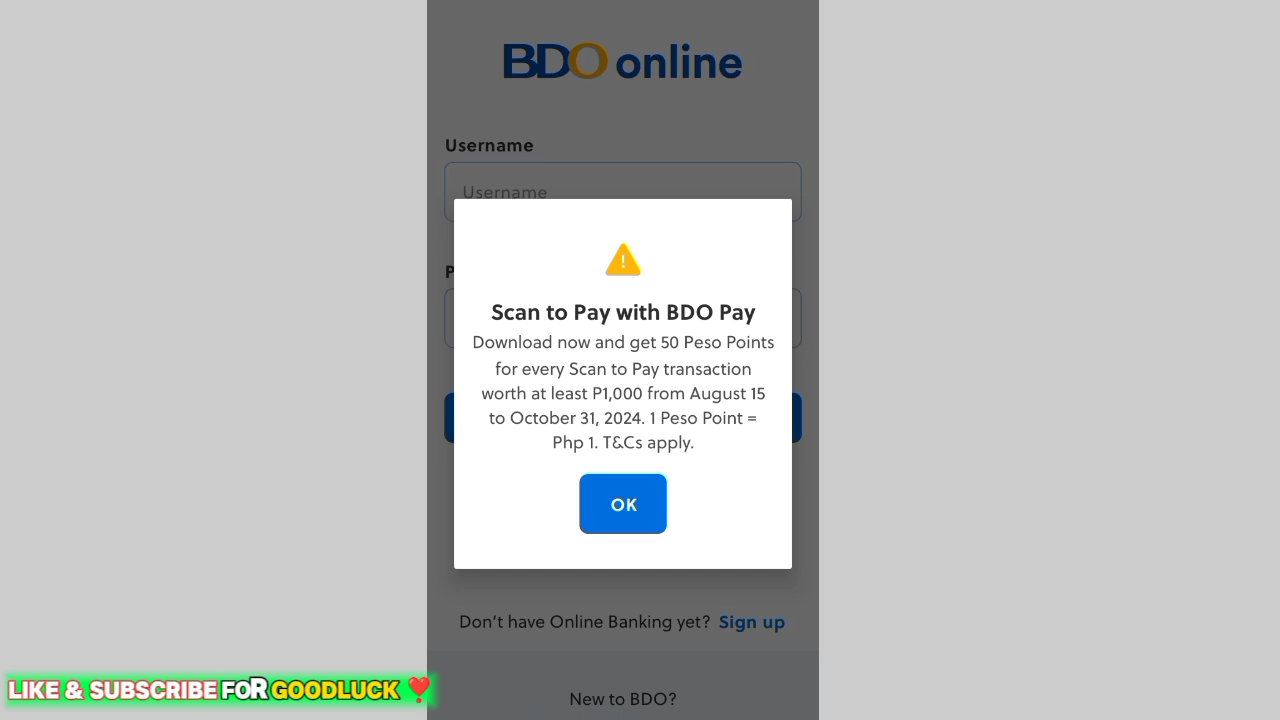 BDO online
Username
Username
P
Scan to Pay with BDO Pay
Download now and get 50 Peso Points
for every Scan to Pay transaction
worth at least P1,000 from August 15
to October 31, 2024. 1 Peso Point =
Php 1. T&Cs apply.
OK
Don't have Online Banking yet? Sign up
LIKE & SUBSCRIBE FOR GOODLUCK ❣️
New to BDO?